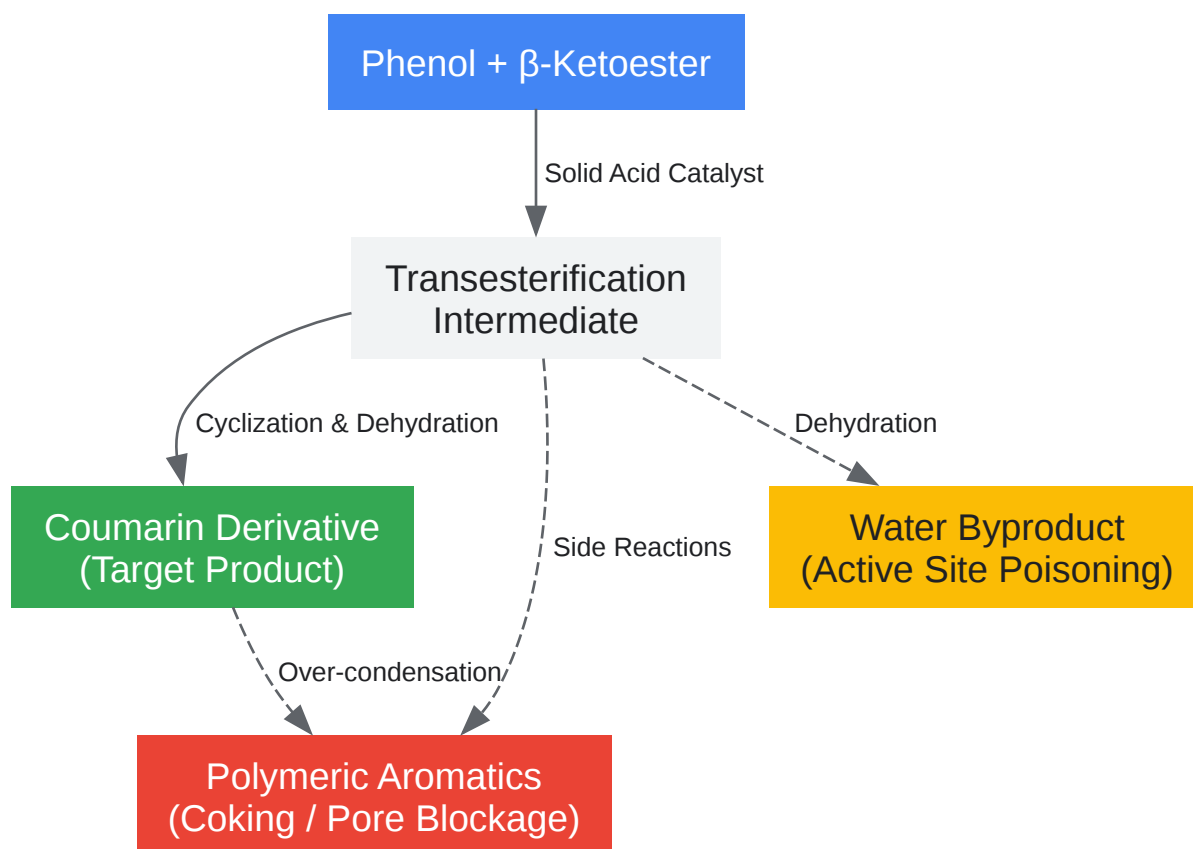 Phenol + β-Ketoester
Solid Acid Catalyst
Transesterification
Intermediate
Cyclization & Dehydration
Dehydration
Coumarin Derivative
(Target Product)
Side Reactions
Water Byproduct
(Active Site Poisoning)
Over-condensation
Polymeric Aromatics
(Coking / Pore Blockage)